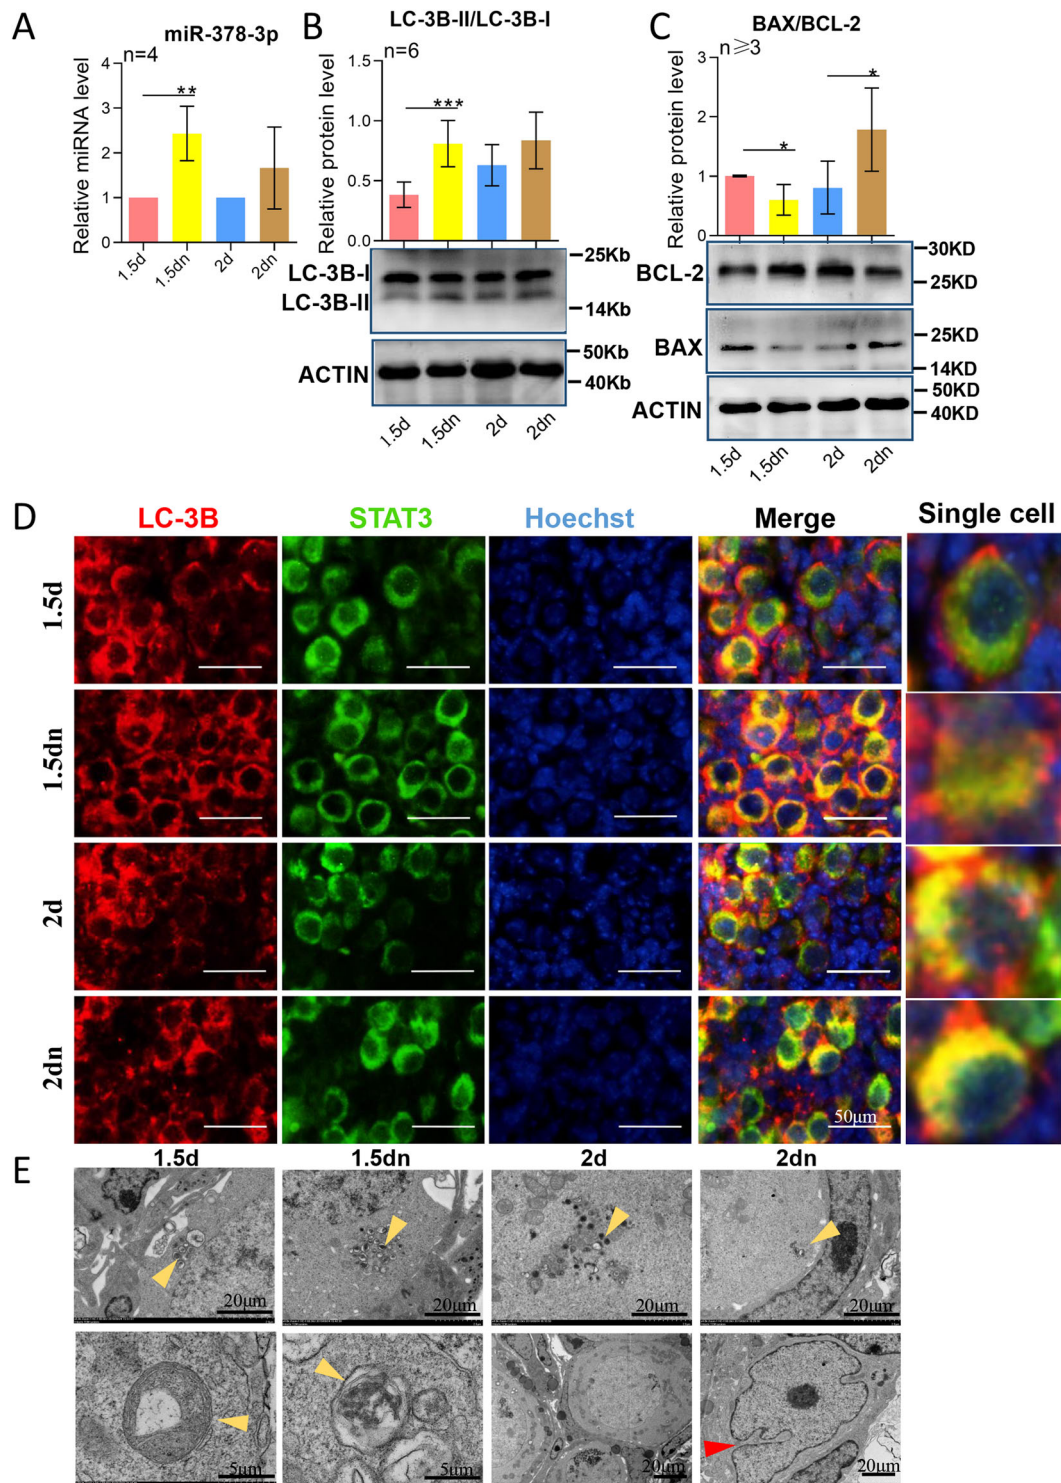 A
miR-378-3p
n=4
Relative miRNA level
5
4
3
2
1
0
1.5d
1.5dn
2d
2dn
**
B
LC-3B-II/LC-3B-I
n=6
Relative protein level
1.5
1.0
0.5
0.0
***
LC-3B-I
LC-3B-II
25Kb
14Kb
ACTIN
50Kb
40Kb
1.5d
1.5dn
2d
2dn
C
BAX/BCL-2
n≥3
Relative protein level
3
2
1
0
*
*
BCL-2
30KD
25KD
BAX
25KD
14KD
ACTIN
50KD
40KD
1.5d
1.5dn
2d
2dn
D
LC-3B
STAT3
Hoechst
Merge
Single cell
1.5d
1.5dn
2d
2dn
50μm
E
1.5d
1.5dn
2d
2dn
20μm
20μm
20μm
20μm
5μm
5μm
20μm
20μm